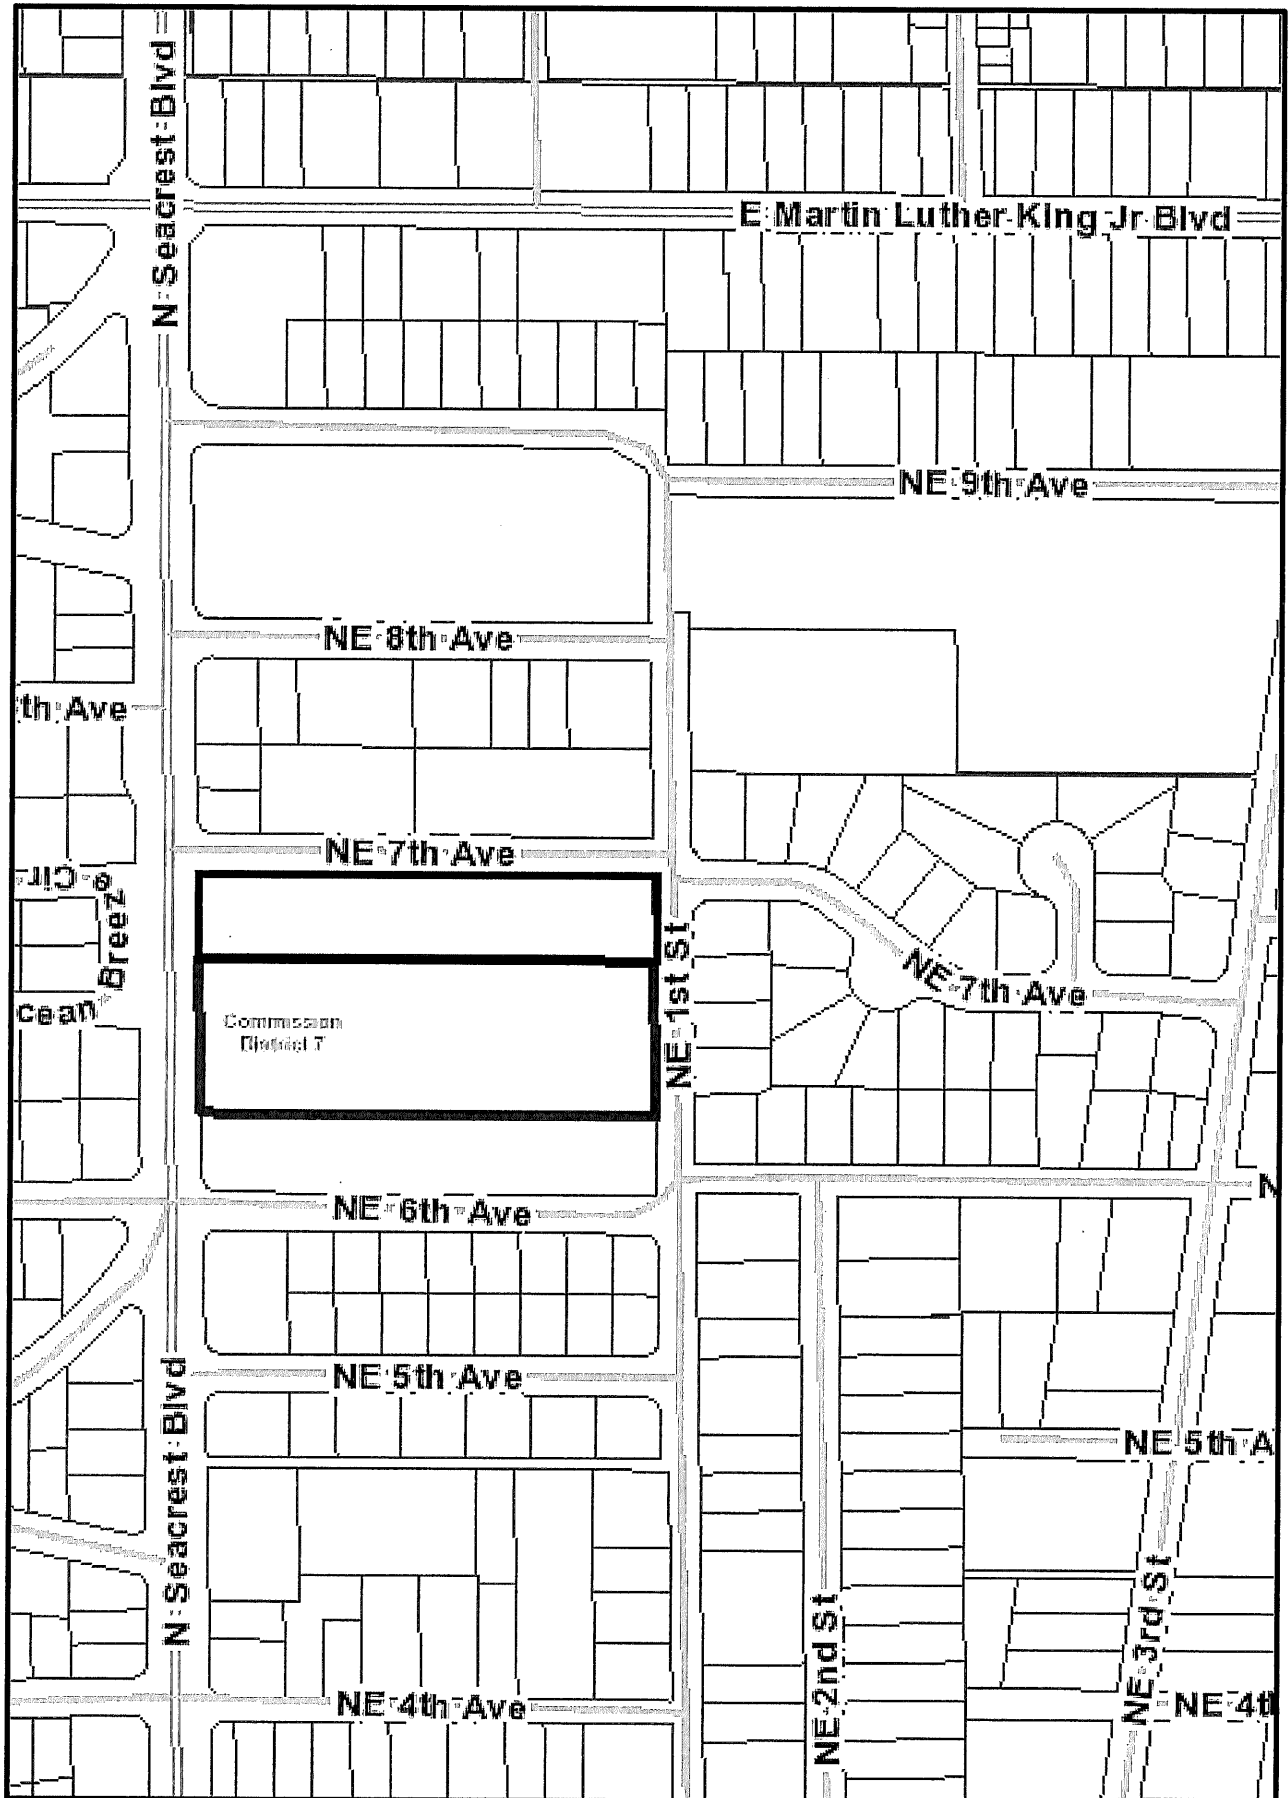 N Seacrest Blvd
E Martin Luther King Jr Blvd
NE 9th Ave
NE 8th Ave
th Ave
NE 7th Ave
e Cir
Breez
cean
NE 1st St
NE 7th Ave
Commission
District 7
N
NE 6th Ave
NE 5th Ave
N Seacrest Blvd
NE 5th A
NE 2nd St
NE 3rd St
NE 4th Ave
NE 4t